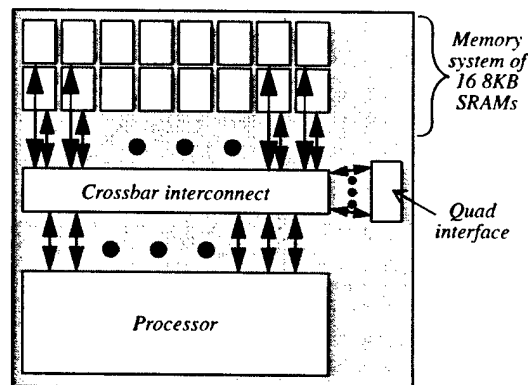 Memory
system of
16 8KB
SRAMs
Crossbar interconnect
Quad
interface
Processor